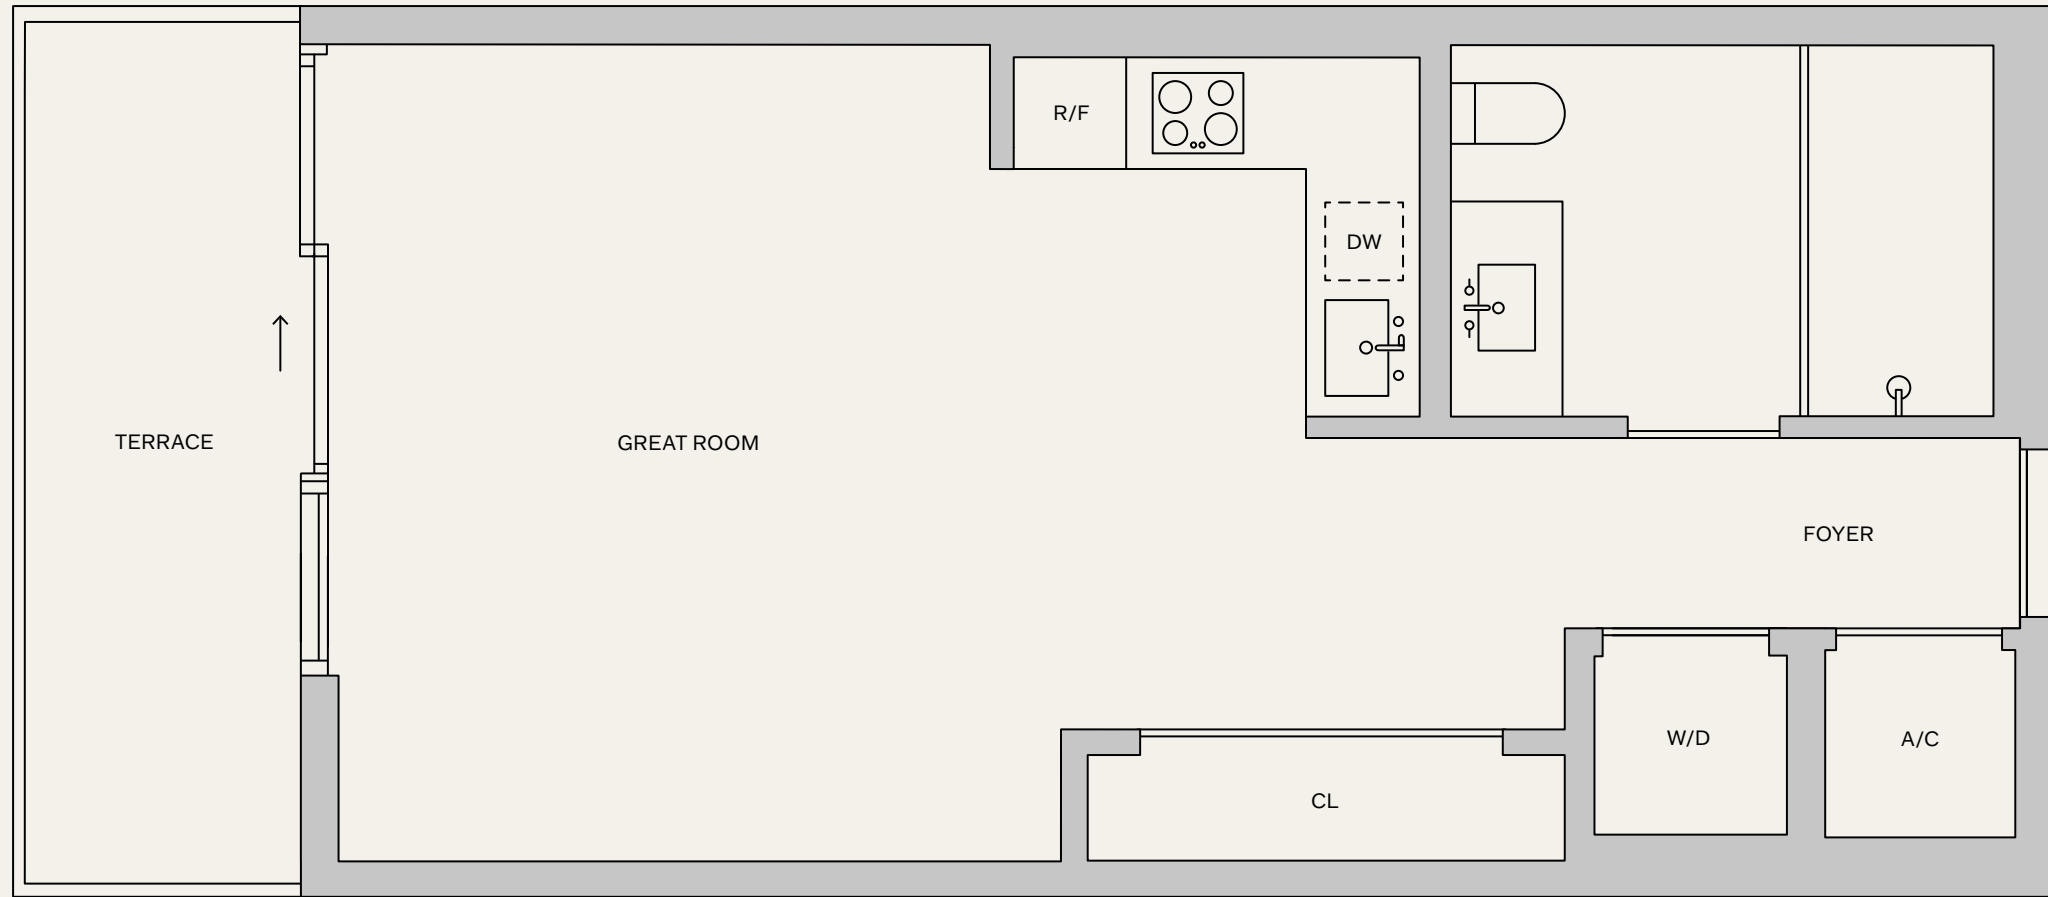 R/F
DW
TERRACE
GREAT ROOM
FOYER
W/D
A/C
CL